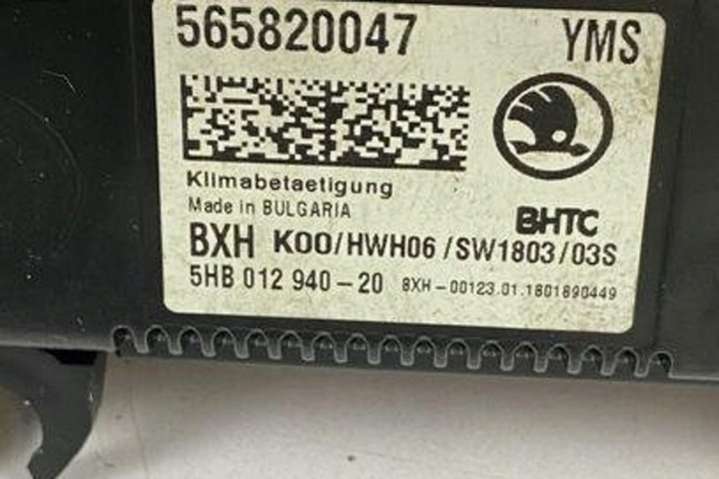 565820047 YMS
Klimabetaetigung
Made in BULGARIA
BHTC
BXH K00/HWH06/SW1803/03S
5HB 012 940-20 8XH-00123.01.1801890449